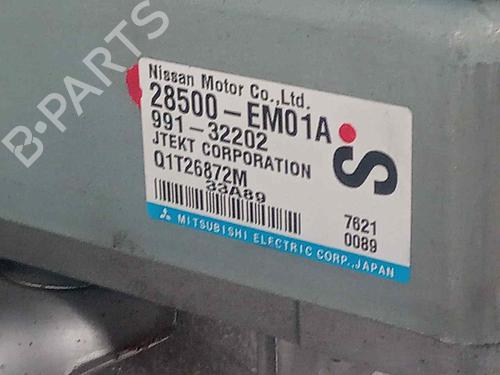 B-PARTS
Nissan Motor Co.,Ltd.
28500-EM01A
991-32202
JTEKT CORPORATION
Q1T26872M
33A89
S
7621
0089
MITSUBISHI ELECTRIC CORP.,JAPAN